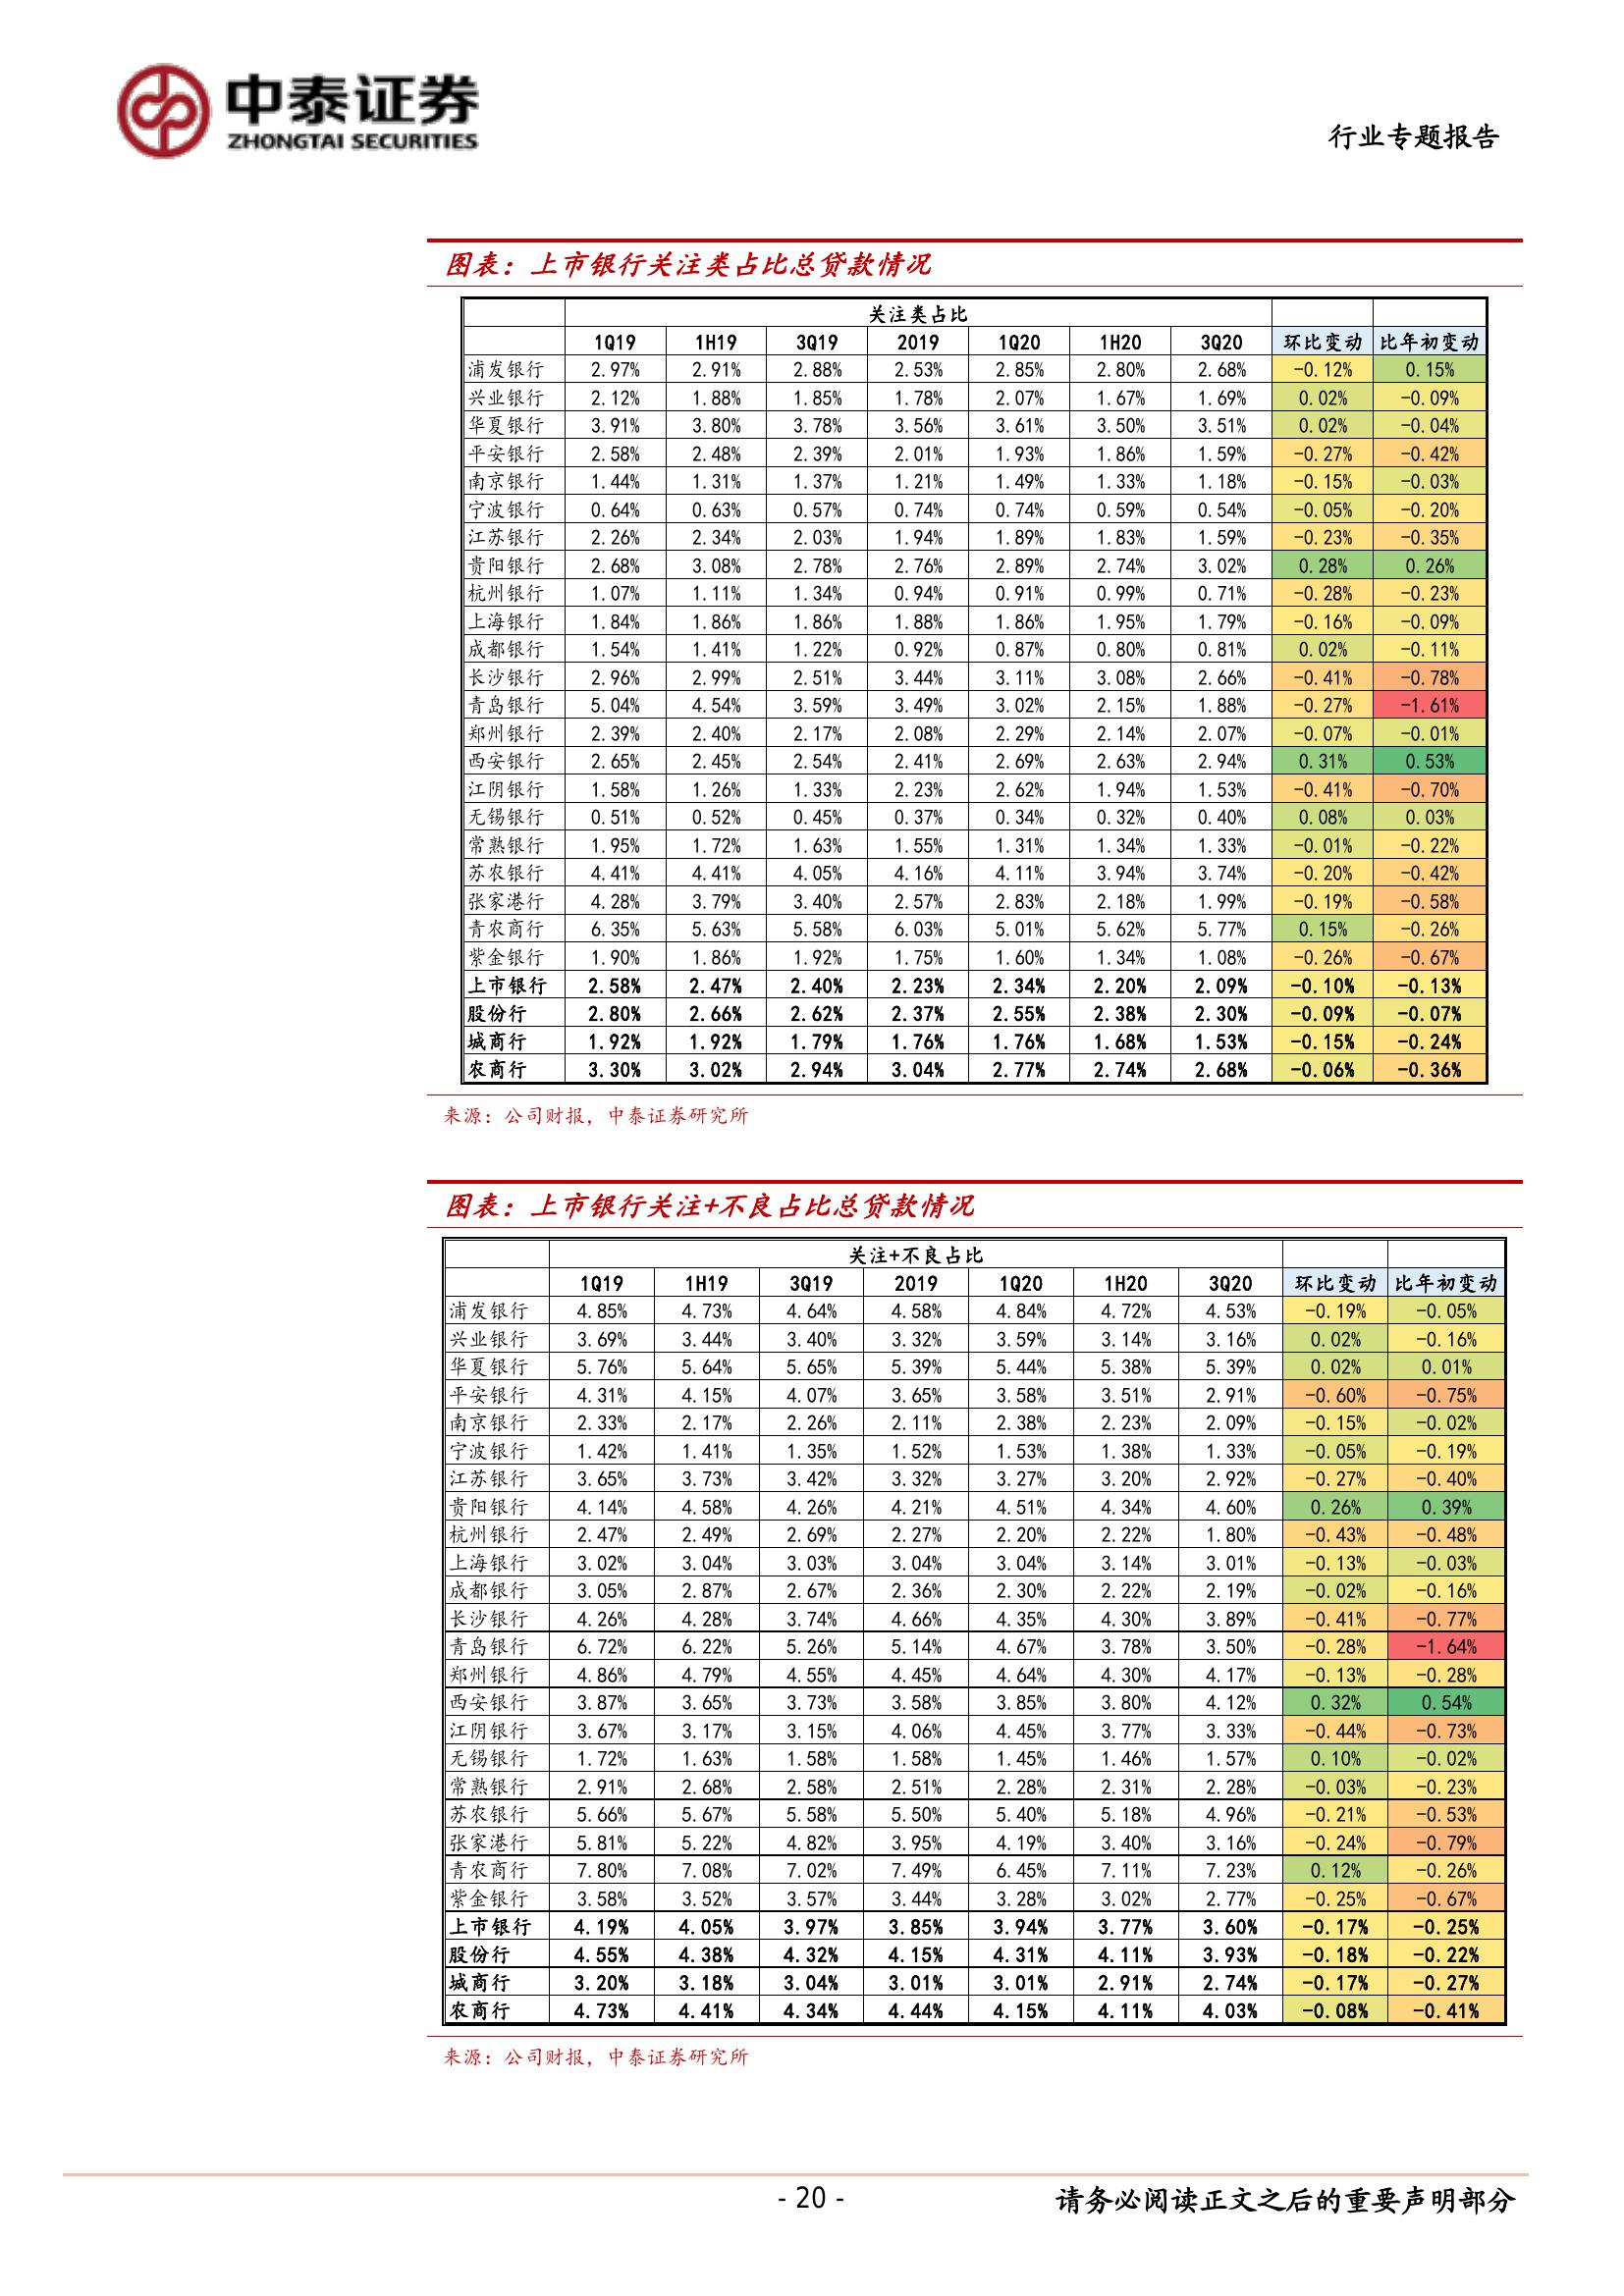 中泰证券
ZHONGTAI SECURITIES
行业专题报告
图表：上市银行关注类占比总贷款情况
关注类占比
1Q19 1H19 3Q19 2019 1Q20 1H20 3Q20 环比变动 比年初变动
浦发银行 2.97% 2.91% 2.88% 2.53% 2.85% 2.80% 2.68% -0.12% 0.15%
兴业银行 2.12% 1.88% 1.85% 1.78% 2.07% 1.67% 1.69% 0.02% -0.09%
华夏银行 3.91% 3.80% 3.78% 3.56% 3.61% 3.50% 3.51% 0.02% -0.04%
平安银行 2.58% 2.48% 2.39% 2.01% 1.93% 1.86% 1.59% -0.27% -0.42%
南京银行 1.44% 1.31% 1.37% 1.21% 1.49% 1.33% 1.18% -0.15% -0.03%
宁波银行 0.64% 0.63% 0.57% 0.74% 0.74% 0.59% 0.54% -0.05% -0.20%
江苏银行 2.26% 2.34% 2.03% 1.94% 1.89% 1.83% 1.59% -0.23% -0.35%
贵阳银行 2.68% 3.08% 2.78% 2.76% 2.89% 2.74% 3.02% 0.28% 0.26%
杭州银行 1.07% 1.11% 1.34% 0.94% 0.91% 0.99% 0.71% -0.28% -0.23%
上海银行 1.84% 1.86% 1.86% 1.88% 1.86% 1.95% 1.79% -0.16% -0.09%
成都银行 1.54% 1.41% 1.22% 0.92% 0.87% 0.80% 0.81% 0.02% -0.11%
长沙银行 2.96% 2.99% 2.51% 3.44% 3.11% 3.08% 2.66% -0.41% -0.78%
青岛银行 5.04% 4.54% 3.59% 3.49% 3.02% 2.15% 1.88% -0.27% -1.61%
郑州银行 2.39% 2.40% 2.17% 2.08% 2.29% 2.14% 2.07% -0.07% -0.01%
西安银行 2.65% 2.45% 2.54% 2.41% 2.69% 2.63% 2.94% 0.31% 0.53%
江阴银行 1.58% 1.26% 1.33% 2.23% 2.62% 1.94% 1.53% -0.41% -0.70%
无锡银行 0.51% 0.52% 0.45% 0.37% 0.34% 0.32% 0.40% 0.08% 0.03%
常熟银行 1.95% 1.72% 1.63% 1.55% 1.31% 1.34% 1.33% -0.01% -0.22%
苏农银行 4.41% 4.41% 4.05% 4.16% 4.11% 3.94% 3.74% -0.20% -0.42%
张家港行 4.28% 3.79% 3.40% 2.57% 2.83% 2.18% 1.99% -0.19% -0.58%
青农商行 6.35% 5.63% 5.58% 6.03% 5.01% 5.62% 5.77% 0.15% -0.26%
紫金银行 1.90% 1.86% 1.92% 1.75% 1.60% 1.34% 1.08% -0.26% -0.67%
上市银行 2.58% 2.47% 2.40% 2.23% 2.34% 2.20% 2.09% -0.10% -0.13%
股份行 2.80% 2.66% 2.62% 2.37% 2.55% 2.38% 2.30% -0.09% -0.07%
城商行 1.92% 1.92% 1.79% 1.76% 1.76% 1.68% 1.53% -0.15% -0.24%
农商行 3.30% 3.02% 2.94% 3.04% 2.77% 2.74% 2.68% -0.06% -0.36%
来源：公司财报，中泰证券研究所
图表：上市银行关注+不良占比总贷款情况
关注+不良占比
1Q19 1H19 3Q19 2019 1Q20 1H20 3Q20 环比变动 比年初变动
浦发银行 4.85% 4.73% 4.64% 4.58% 4.84% 4.72% 4.53% -0.19% -0.05%
兴业银行 3.69% 3.44% 3.40% 3.32% 3.59% 3.14% 3.16% 0.02% -0.16%
华夏银行 5.76% 5.64% 5.65% 5.39% 5.44% 5.38% 5.39% 0.02% 0.01%
平安银行 4.31% 4.15% 4.07% 3.65% 3.58% 3.51% 2.91% -0.60% -0.75%
南京银行 2.33% 2.17% 2.26% 2.11% 2.38% 2.23% 2.09% -0.15% -0.02%
宁波银行 1.42% 1.41% 1.35% 1.52% 1.53% 1.38% 1.33% -0.05% -0.19%
江苏银行 3.65% 3.73% 3.42% 3.32% 3.27% 3.20% 2.92% -0.27% -0.40%
贵阳银行 4.14% 4.58% 4.26% 4.21% 4.51% 4.34% 4.60% 0.26% 0.39%
杭州银行 2.47% 2.49% 2.69% 2.27% 2.20% 2.22% 1.80% -0.43% -0.48%
上海银行 3.02% 3.04% 3.03% 3.04% 3.04% 3.14% 3.01% -0.13% -0.03%
成都银行 3.05% 2.87% 2.67% 2.36% 2.30% 2.22% 2.19% -0.02% -0.16%
长沙银行 4.26% 4.28% 3.74% 4.66% 4.35% 4.30% 3.89% -0.41% -0.77%
青岛银行 6.72% 6.22% 5.26% 5.14% 4.67% 3.78% 3.50% -0.28% -1.64%
郑州银行 4.86% 4.79% 4.55% 4.45% 4.64% 4.30% 4.17% -0.13% -0.28%
西安银行 3.87% 3.65% 3.73% 3.58% 3.85% 3.80% 4.12% 0.32% 0.54%
江阴银行 3.67% 3.17% 3.15% 4.06% 4.45% 3.77% 3.33% -0.44% -0.73%
无锡银行 1.72% 1.63% 1.58% 1.58% 1.45% 1.46% 1.57% 0.10% -0.02%
常熟银行 2.91% 2.68% 2.58% 2.51% 2.28% 2.31% 2.28% -0.03% -0.23%
苏农银行 5.66% 5.67% 5.58% 5.50% 5.40% 5.18% 4.96% -0.21% -0.53%
张家港行 5.81% 5.22% 4.82% 3.95% 4.19% 3.40% 3.16% -0.24% -0.79%
青农商行 7.80% 7.08% 7.02% 7.49% 6.45% 7.11% 7.23% 0.12% -0.26%
紫金银行 3.58% 3.52% 3.57% 3.44% 3.28% 3.02% 2.77% -0.25% -0.67%
上市银行 4.19% 4.05% 3.97% 3.85% 3.94% 3.77% 3.60% -0.17% -0.25%
股份行 4.55% 4.38% 4.32% 4.15% 4.31% 4.11% 3.93% -0.18% -0.22%
城商行 3.20% 3.18% 3.04% 3.01% 3.01% 2.91% 2.74% -0.17% -0.27%
农商行 4.73% 4.41% 4.34% 4.44% 4.15% 4.11% 4.03% -0.08% -0.41%
来源：公司财报，中泰证券研究所
- 20 -
请务必阅读正文之后的重要声明部分